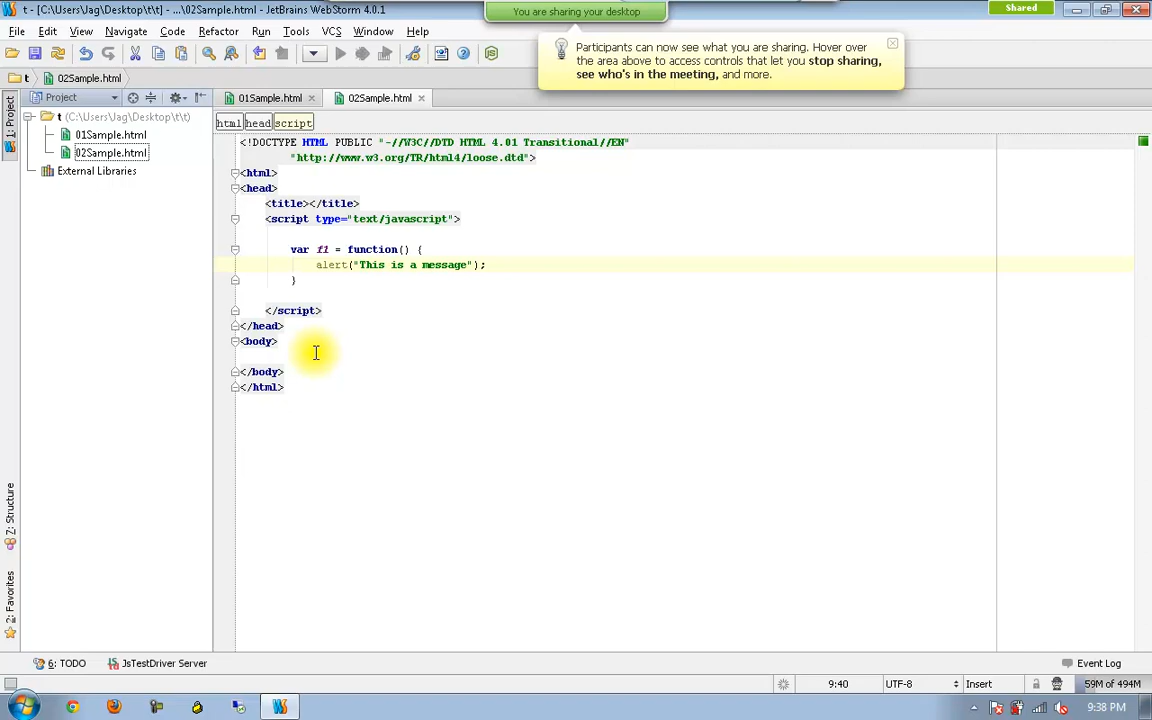 t - [C:\Users\Jag\Desktop\t\t] - ...\02Sample.html - JetBrains WebStorm 4.0.1
You are sharing your desktop
Shared
File Edit View Navigate Code Refactor Run Tools VCS Window Help
Participants can now see what you are sharing. Hover over
the area above to access controls that let you stop sharing,
see who's in the meeting, and more.
t 02Sample.html
Project
01Sample.html 02Sample.html
1: Project
t (C:\Users\Jag\Desktop\t\t)
01Sample.html
02Sample.html
External Libraries
html head script
<!DOCTYPE HTML PUBLIC "-//W3C//DTD HTML 4.01 Transitional//EN"
"http://www.w3.org/TR/html4/loose.dtd">
<html>
<head>
<title></title>
<script type="text/javascript">
var f1 = function() {
alert("This is a message");
}
</script>
</head>
<body>
</body>
</html>
7: Structure
2: Favorites
6: TODO JsTestDriver Server Event Log
9:40 UTF-8 Insert 59M of 494M
9:38 PM